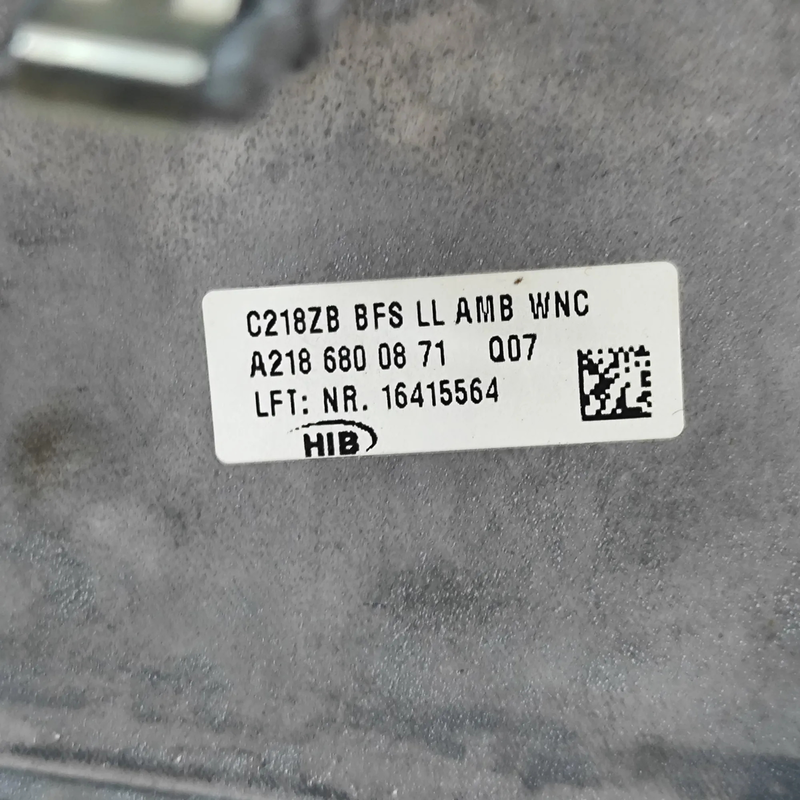 C218ZB BFS LL AMB WNC
A218 680 08 71 Q07
LFT: NR. 16415564
HIB